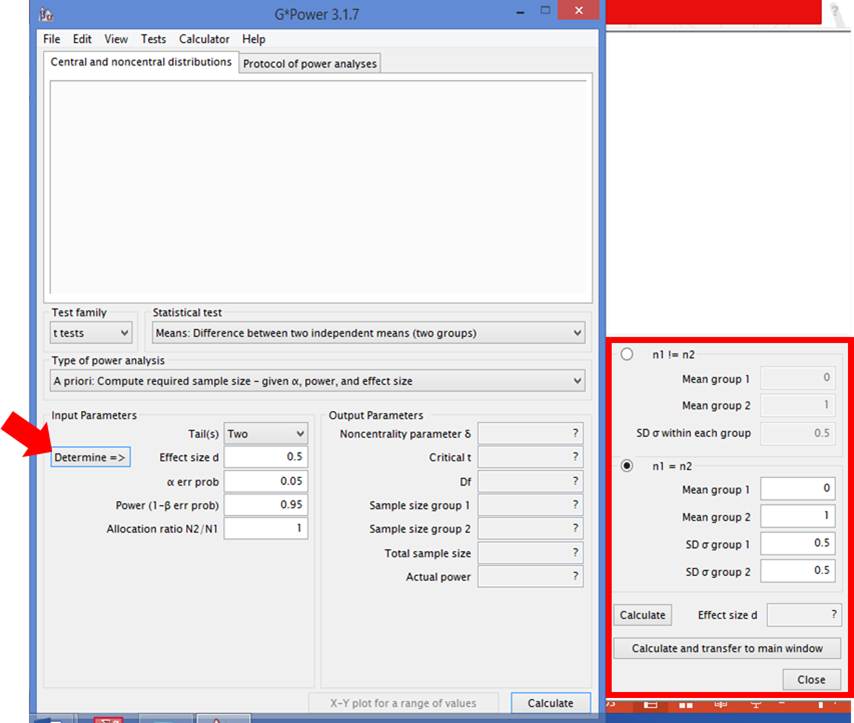 G*Power 3.1.7
File Edit View Tests Calculator Help
Central and noncentral distributions Protocol of power analyses
Test family Statistical test
t tests Means: Difference between two independent means (two groups)
Type of power analysis
A priori: Compute required sample size – given α, power, and effect size
Input Parameters
Tail(s) Two
Determine => Effect size d 0.5
α err prob 0.05
Power (1-β err prob) 0.95
Allocation ratio N2/N1 1
Output Parameters
Noncentrality parameter δ ?
Critical t ?
Df ?
Sample size group 1 ?
Sample size group 2 ?
Total sample size ?
Actual power ?
X-Y plot for a range of values Calculate
?
n1 != n2
Mean group 1 0
Mean group 2 1
SD σ within each group 0.5
n1 = n2
Mean group 1 0
Mean group 2 1
SD σ group 1 0.5
SD σ group 2 0.5
Calculate Effect size d ?
Calculate and transfer to main window
Close